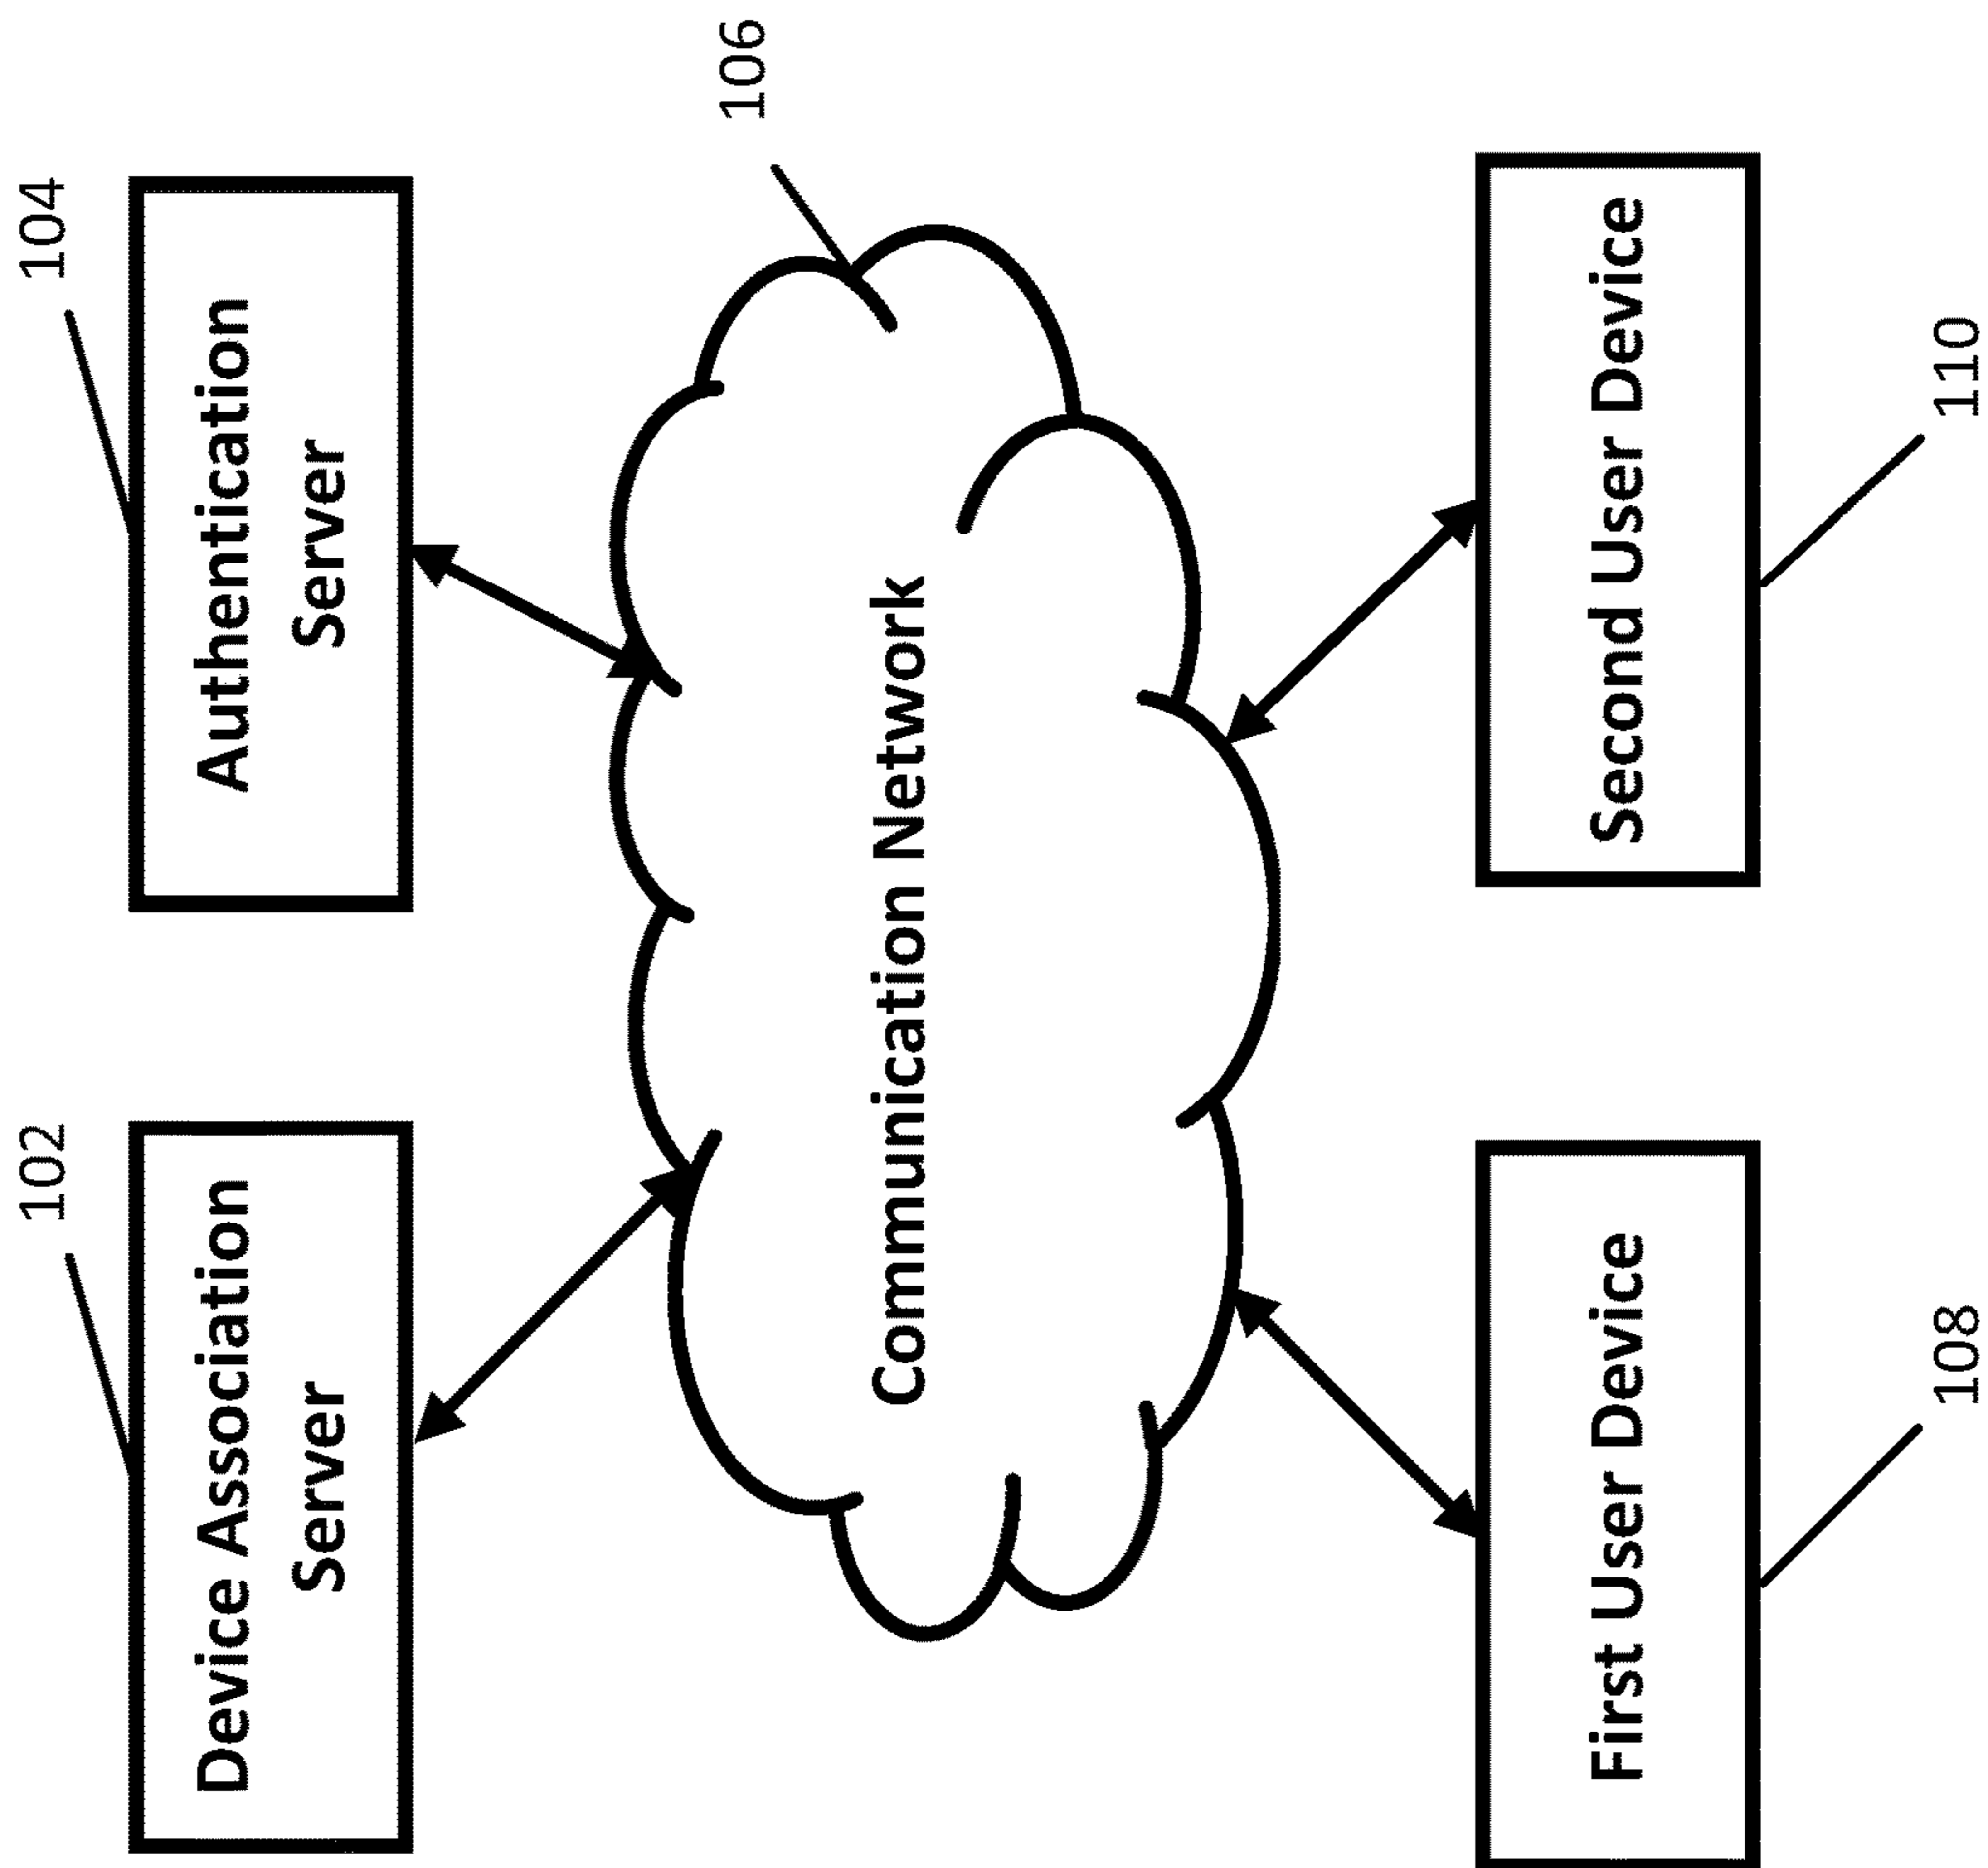 102
Device Association
Server
104
Authentication
Server
106
Communication Network
First User Device
108
Second User Device
110